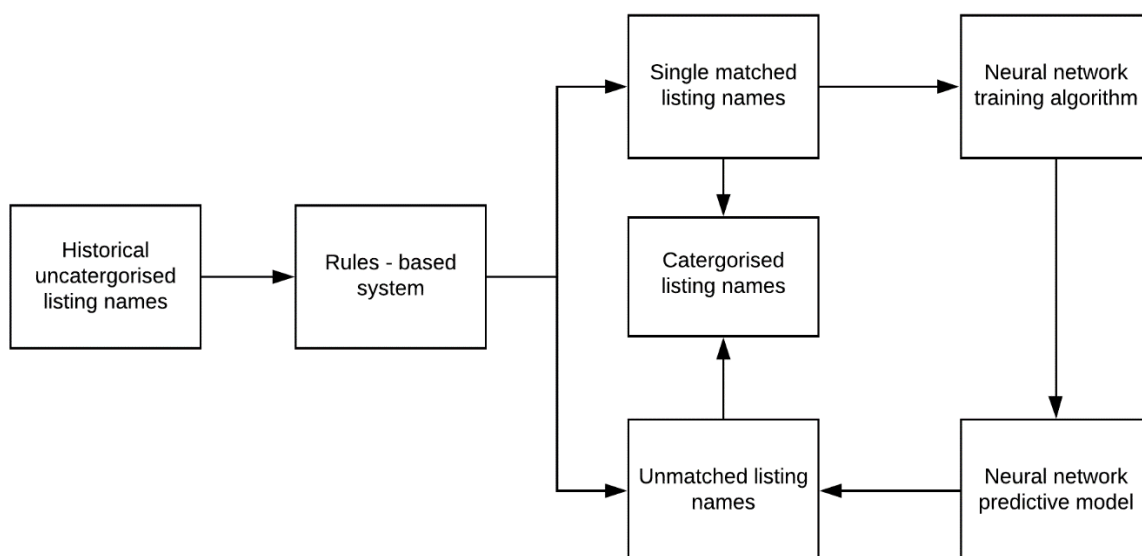 Single matched
listing names
Neural network
training algorithm
Historical
uncatergorised
listing names
Rules - based
system
Catergorised
listing names
Unmatched listing
names
Neural network
predictive model